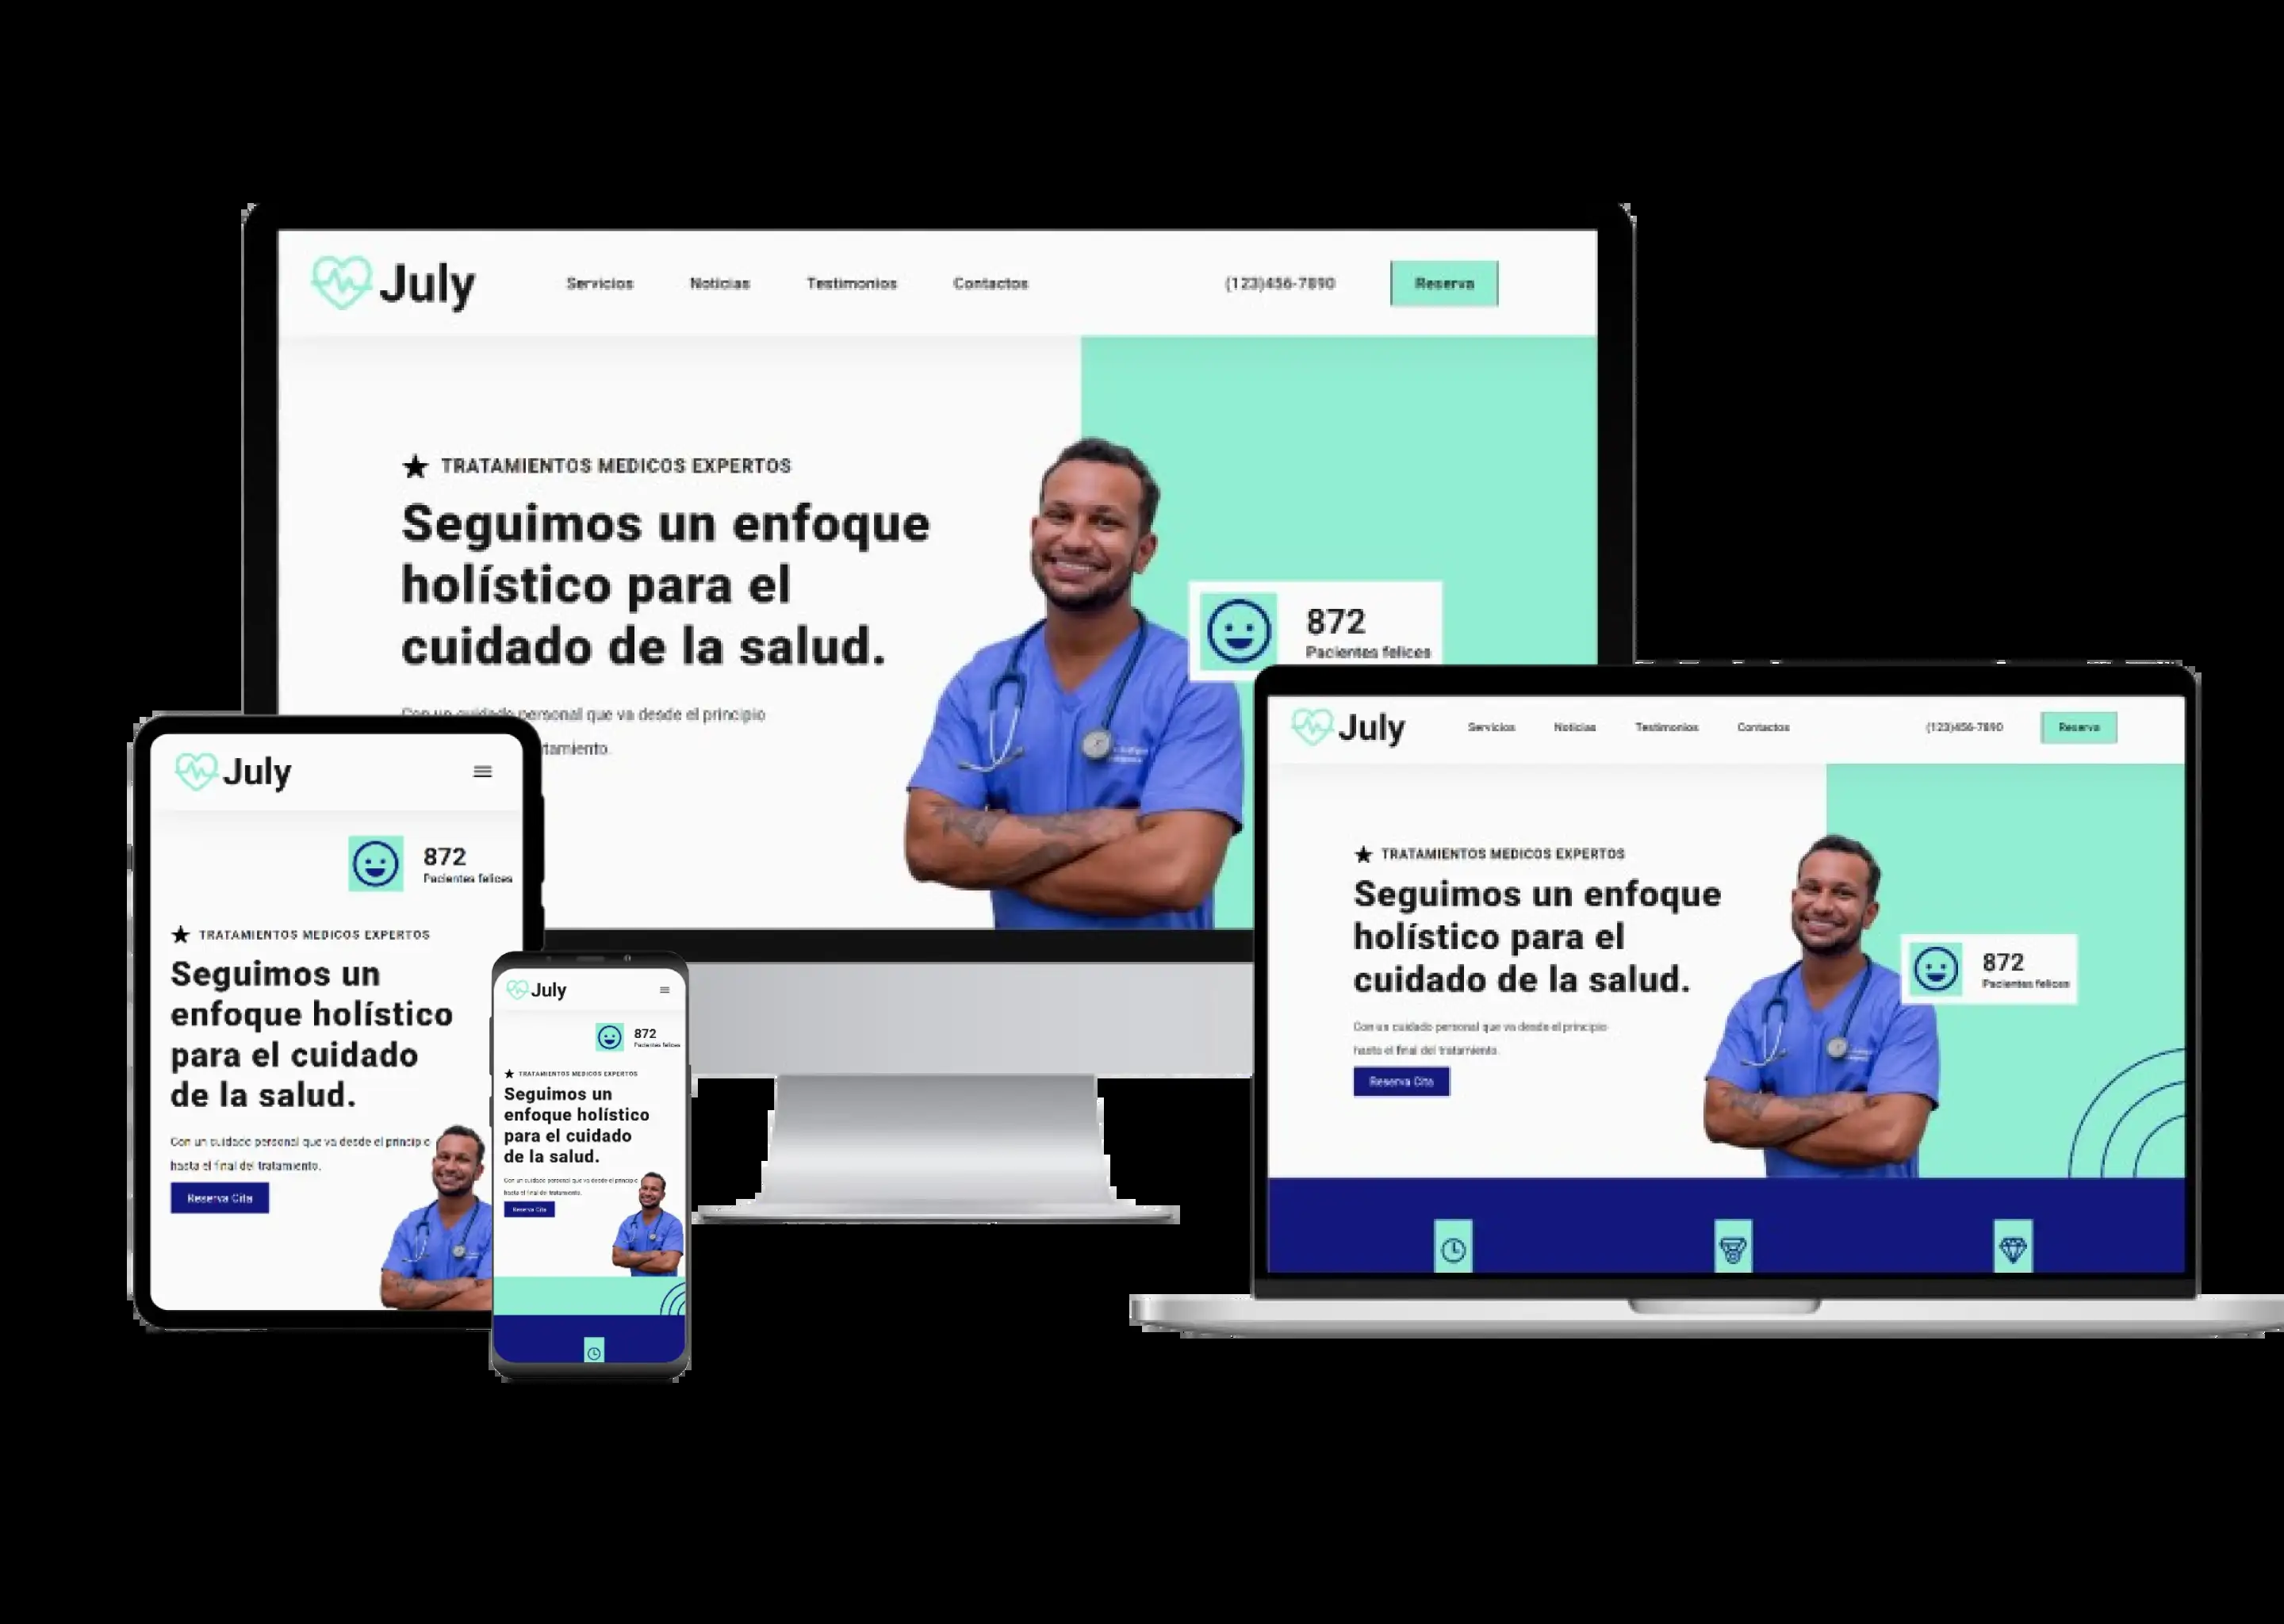 July
Servicios Noticias Testimonios Contactos (123)456-7890 Reserva
★ TRATAMIENTOS MEDICOS EXPERTOS
Seguimos un enfoque
holístico para el
cuidado de la salud.
872
Pacientes felices
personal que va desde el principio
tamiento.
July
872
Pacientes felices
★ TRATAMIENTOS MEDICOS EXPERTOS
Seguimos un
enfoque holístico
para el cuidado
de la salud.
Con un cuidado personal que va desde el principio
hasta el final del tratamiento.
Reserva Cita
July
872
Pacientes felices
★ TRATAMIENTOS MEDICOS EXPERTOS
Seguimos un
enfoque holístico
para el cuidado
de la salud.
Con un cuidado personal que va desde el principio
hasta el final del tratamiento.
Reserva Cita
July
Servicios Noticias Testimonios Contactos (123)456-7890 Reserva
★ TRATAMIENTOS MEDICOS EXPERTOS
Seguimos un enfoque
holístico para el
cuidado de la salud.
872
Pacientes felices
Con un cuidado personal que va desde el principio
hasta el final del tratamiento.
Reserva Cita